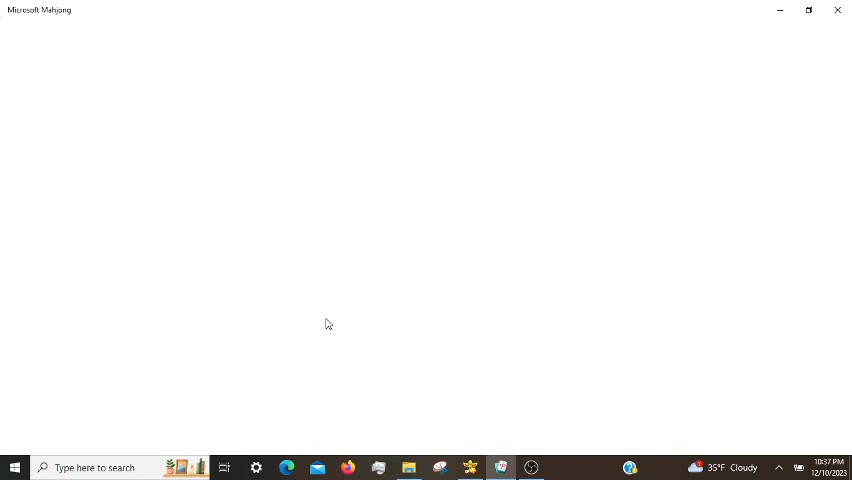 Microsoft Mahjong
Type here to search
35°F Cloudy
10:37 PM
12/10/2023